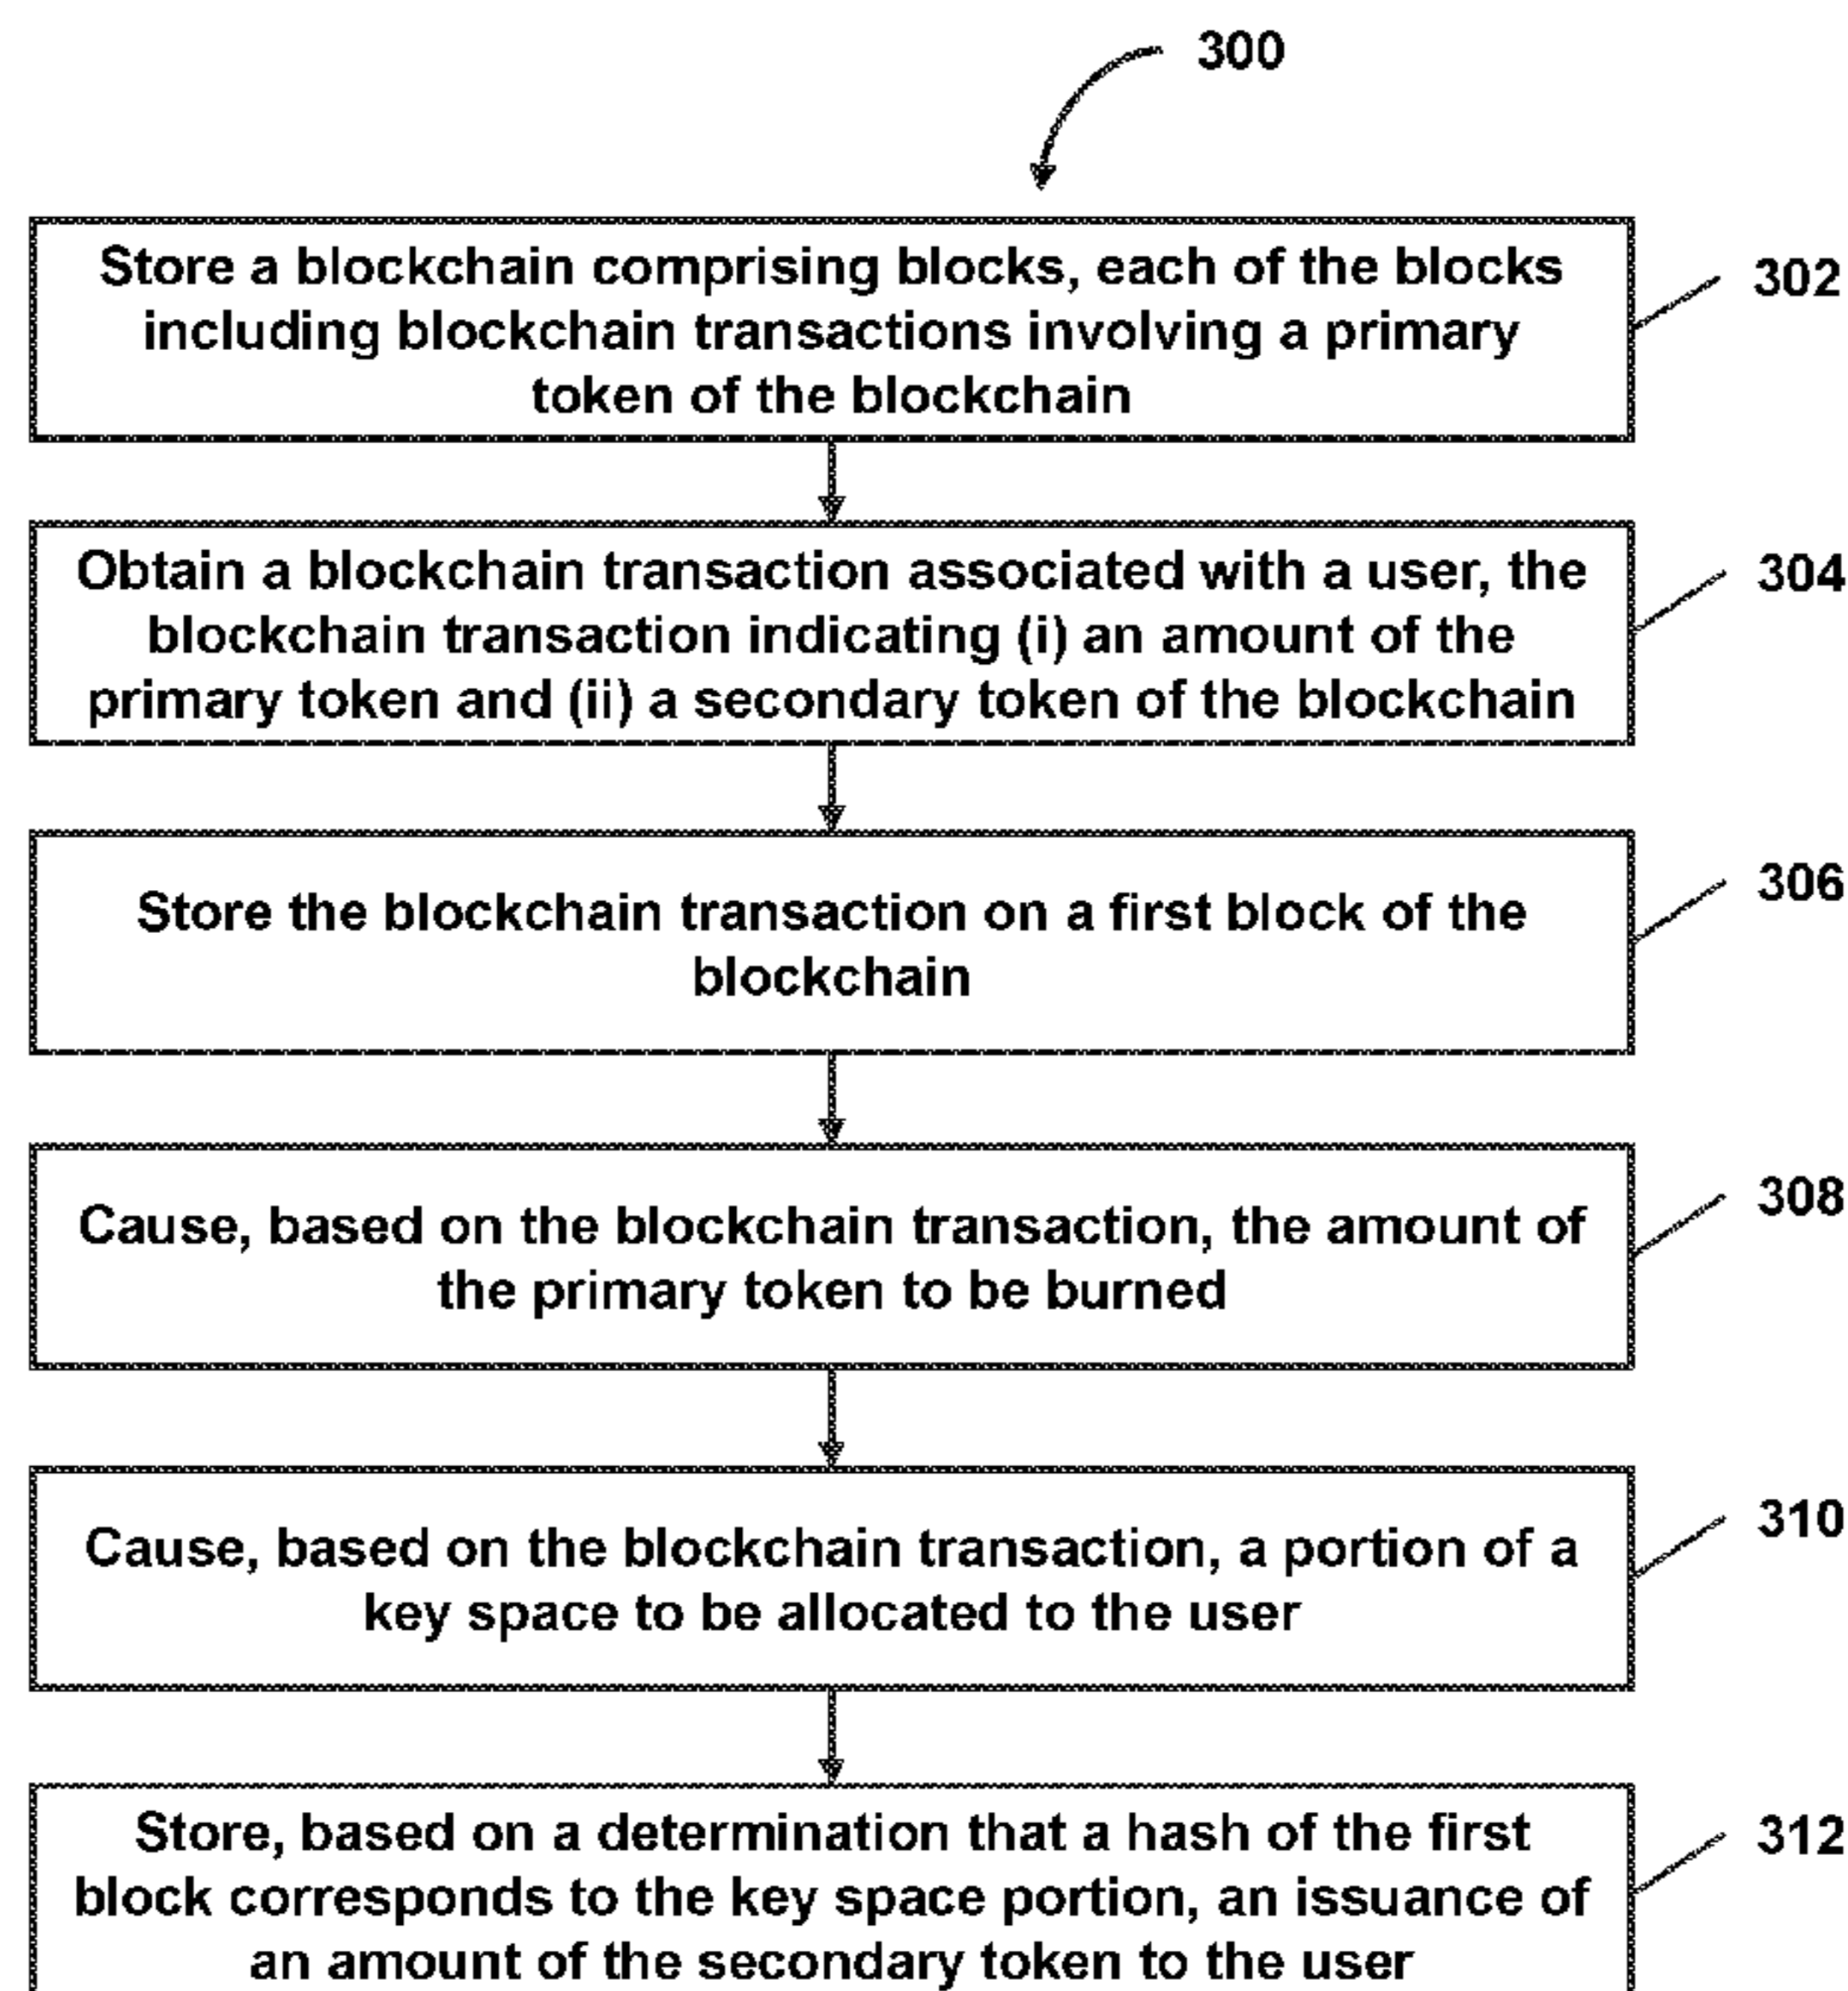 300
Store a blockchain comprising blocks, each of the blocks
including blockchain transactions involving a primary
token of the blockchain
302
Obtain a blockchain transaction associated with a user, the
blockchain transaction indicating (i) an amount of the
primary token and (ii) a secondary token of the blockchain
304
Store the blockchain transaction on a first block of the
blockchain
306
Cause, based on the blockchain transaction, the amount of
the primary token to be burned
308
Cause, based on the blockchain transaction, a portion of a
key space to be allocated to the user
310
Store, based on a determination that a hash of the first
block corresponds to the key space portion, an issuance of
an amount of the secondary token to the user
312